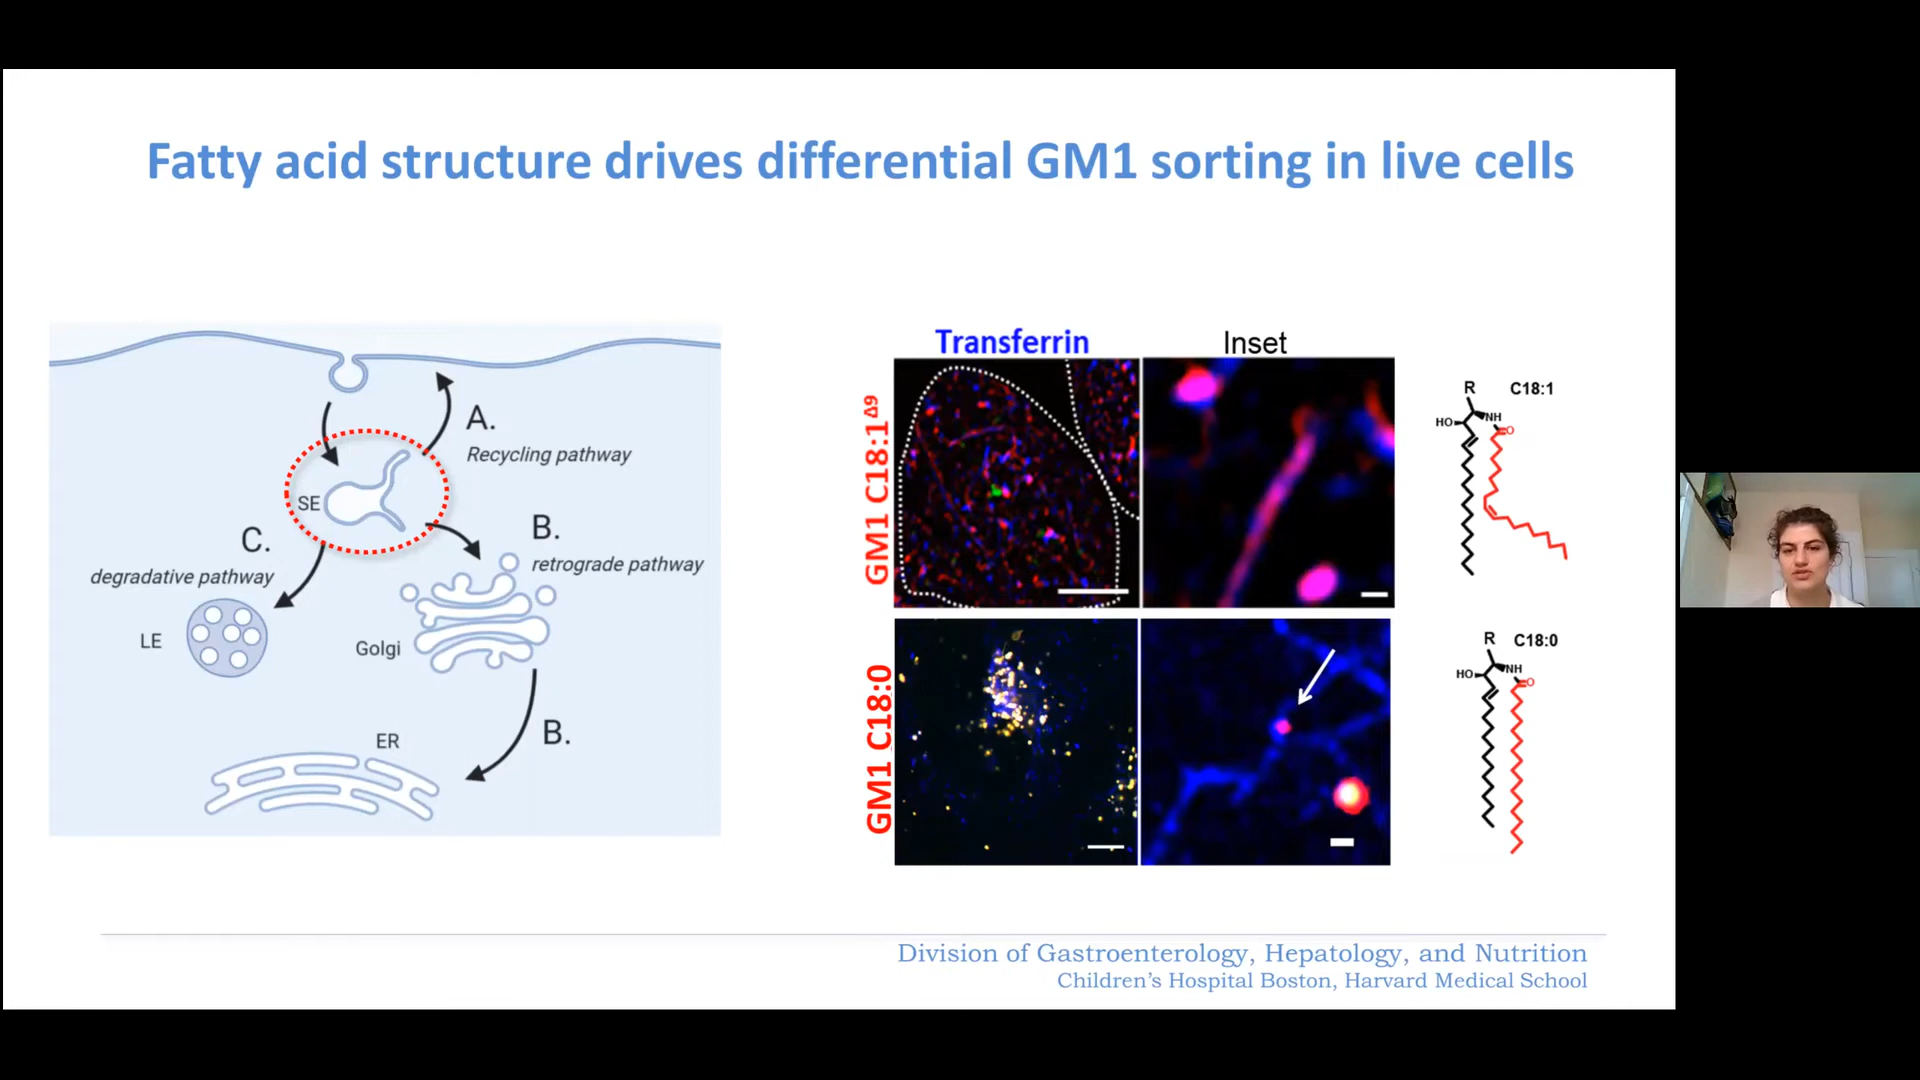 Fatty acid structure drives differential GM1 sorting in live cells
A.
Recycling pathway
SE
B.
retrograde pathway
C.
degradative pathway
LE
Golgi
B.
ER
Transferrin
Inset
GM1 C18:1Δ9
GM1 C18:0
R
C18:1
HO
NH
O
R
C18:0
HO
NH
O
Division of Gastroenterology, Hepatology, and Nutrition
Children's Hospital Boston, Harvard Medical School